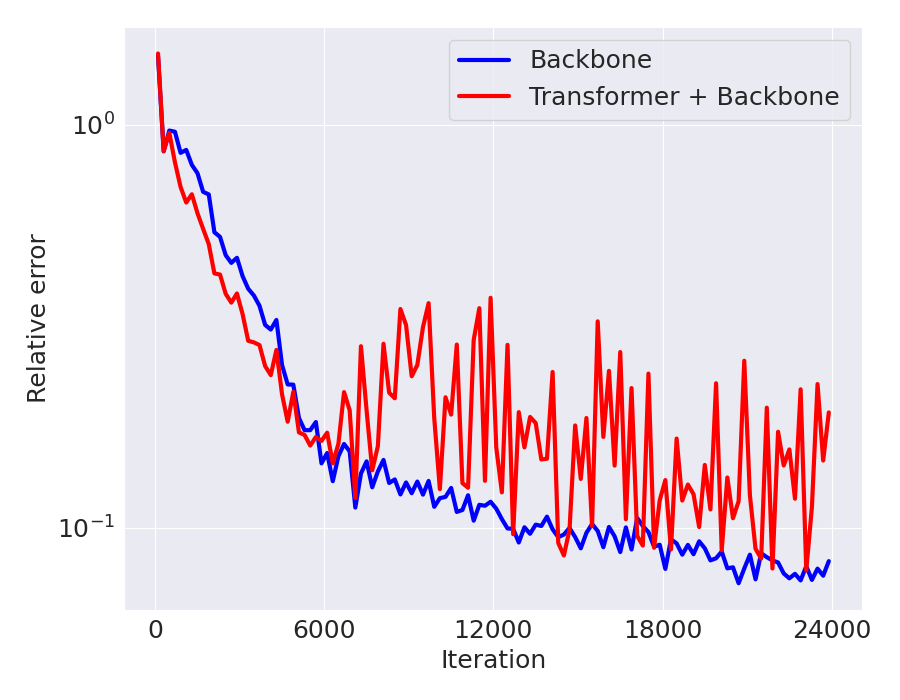 Backbone
Transformer + Backbone
10^0
10^-1
Relative error
0 6000 12000 18000 24000
Iteration